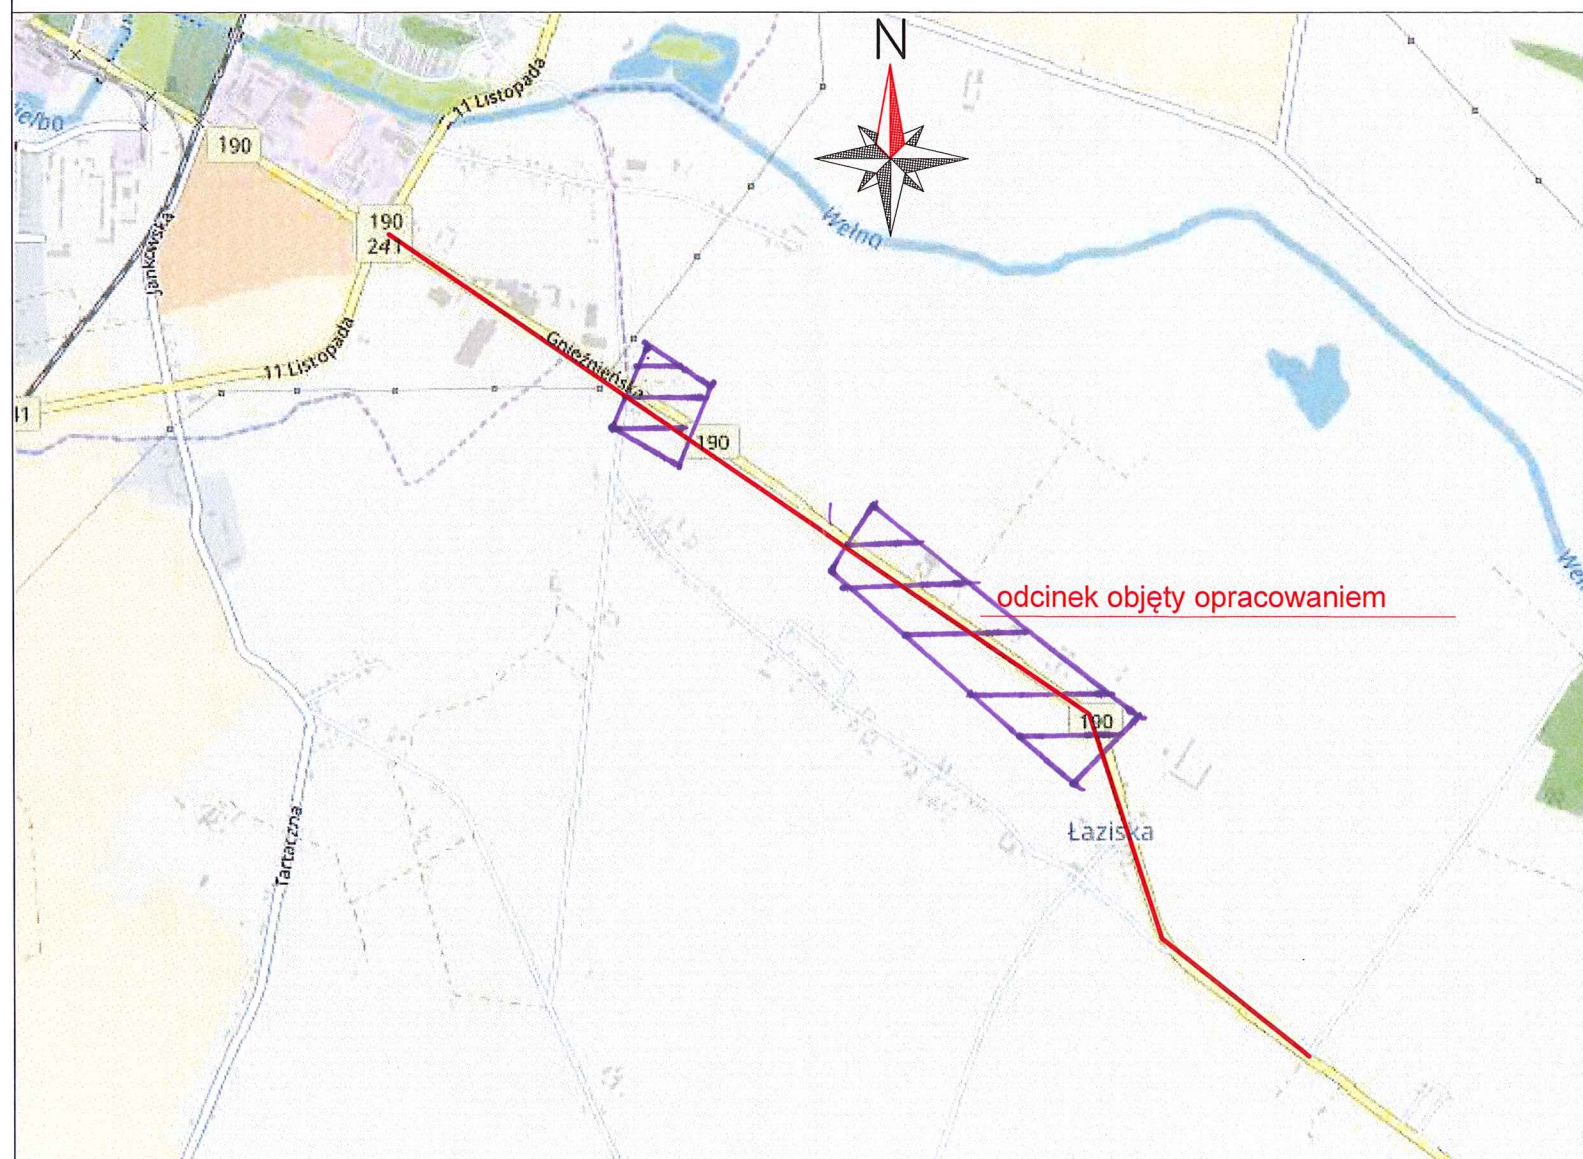 N
11 Listopada
190
190
241
Jankowska
Wełna
11 Listopada
Gnieźnieńska
190
odcinek objęty opracowaniem
190
Łaziska
Tartaczna